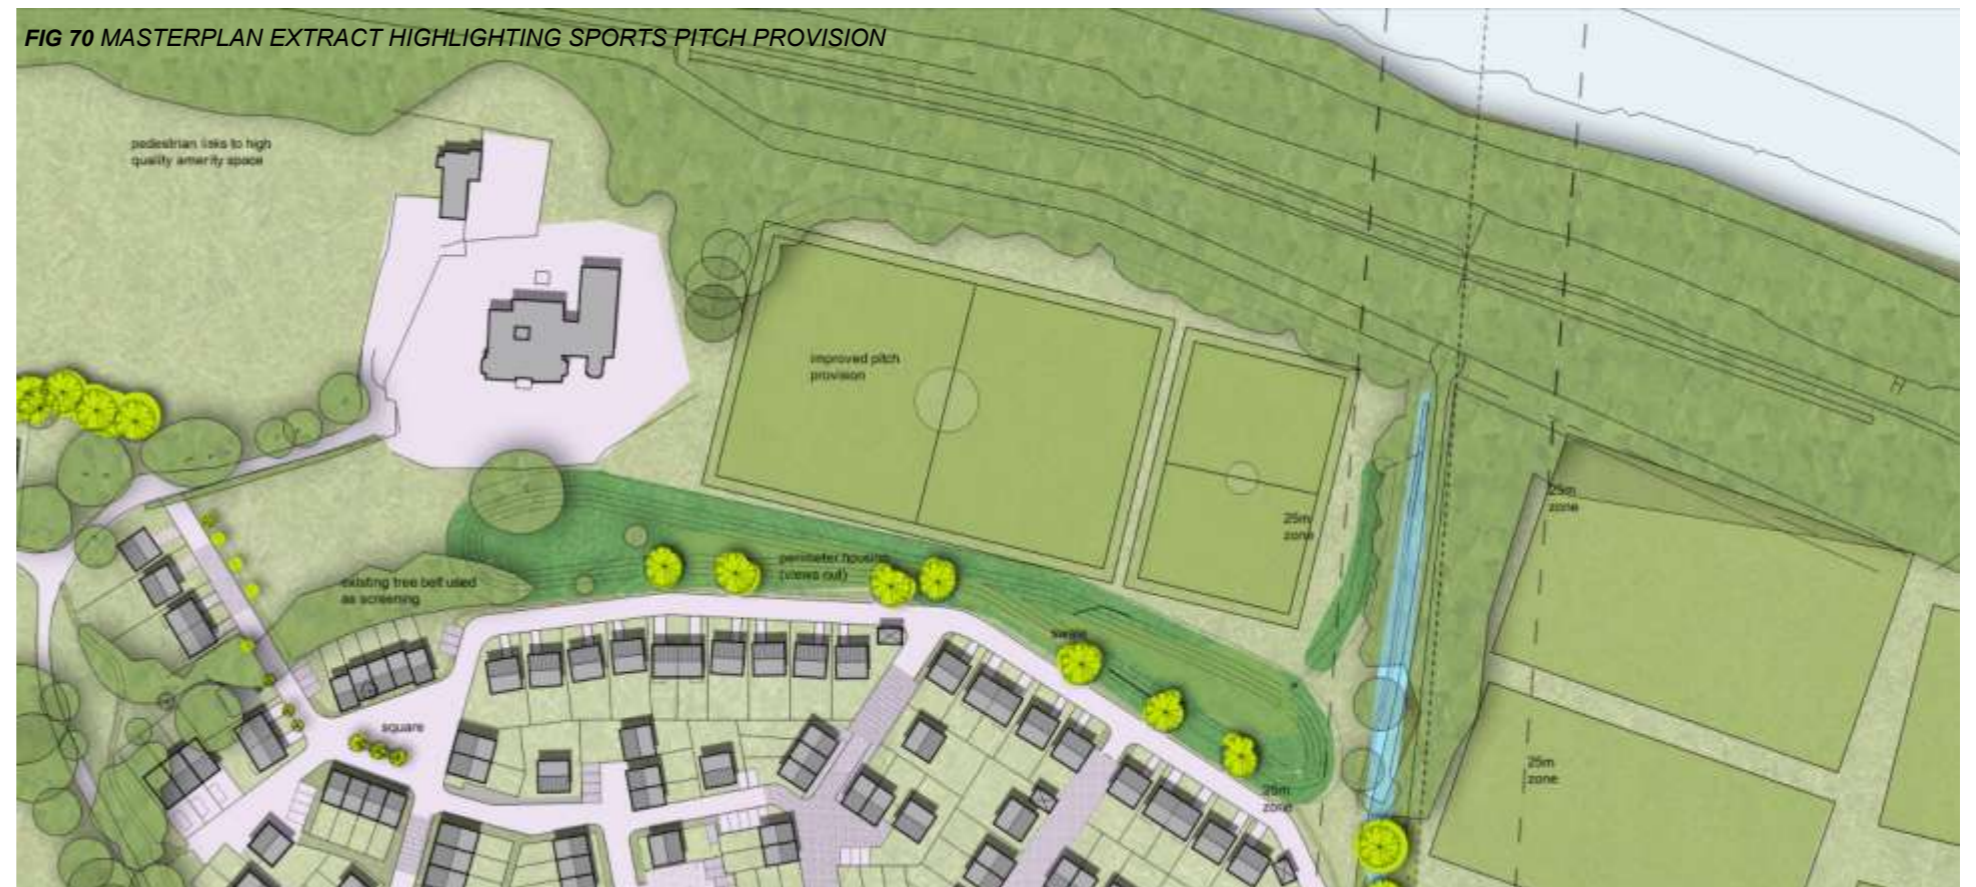 FIG 70 MASTERPLAN EXTRACT HIGHLIGHTING SPORTS PITCH PROVISION
pedestrian links to high
quality amenity space
improved pitch
provision
25m
zone
25m
zone
perimeter housing
(views out)
existing tree belt used
as screening
swale
square
25m
zone
25m
zone